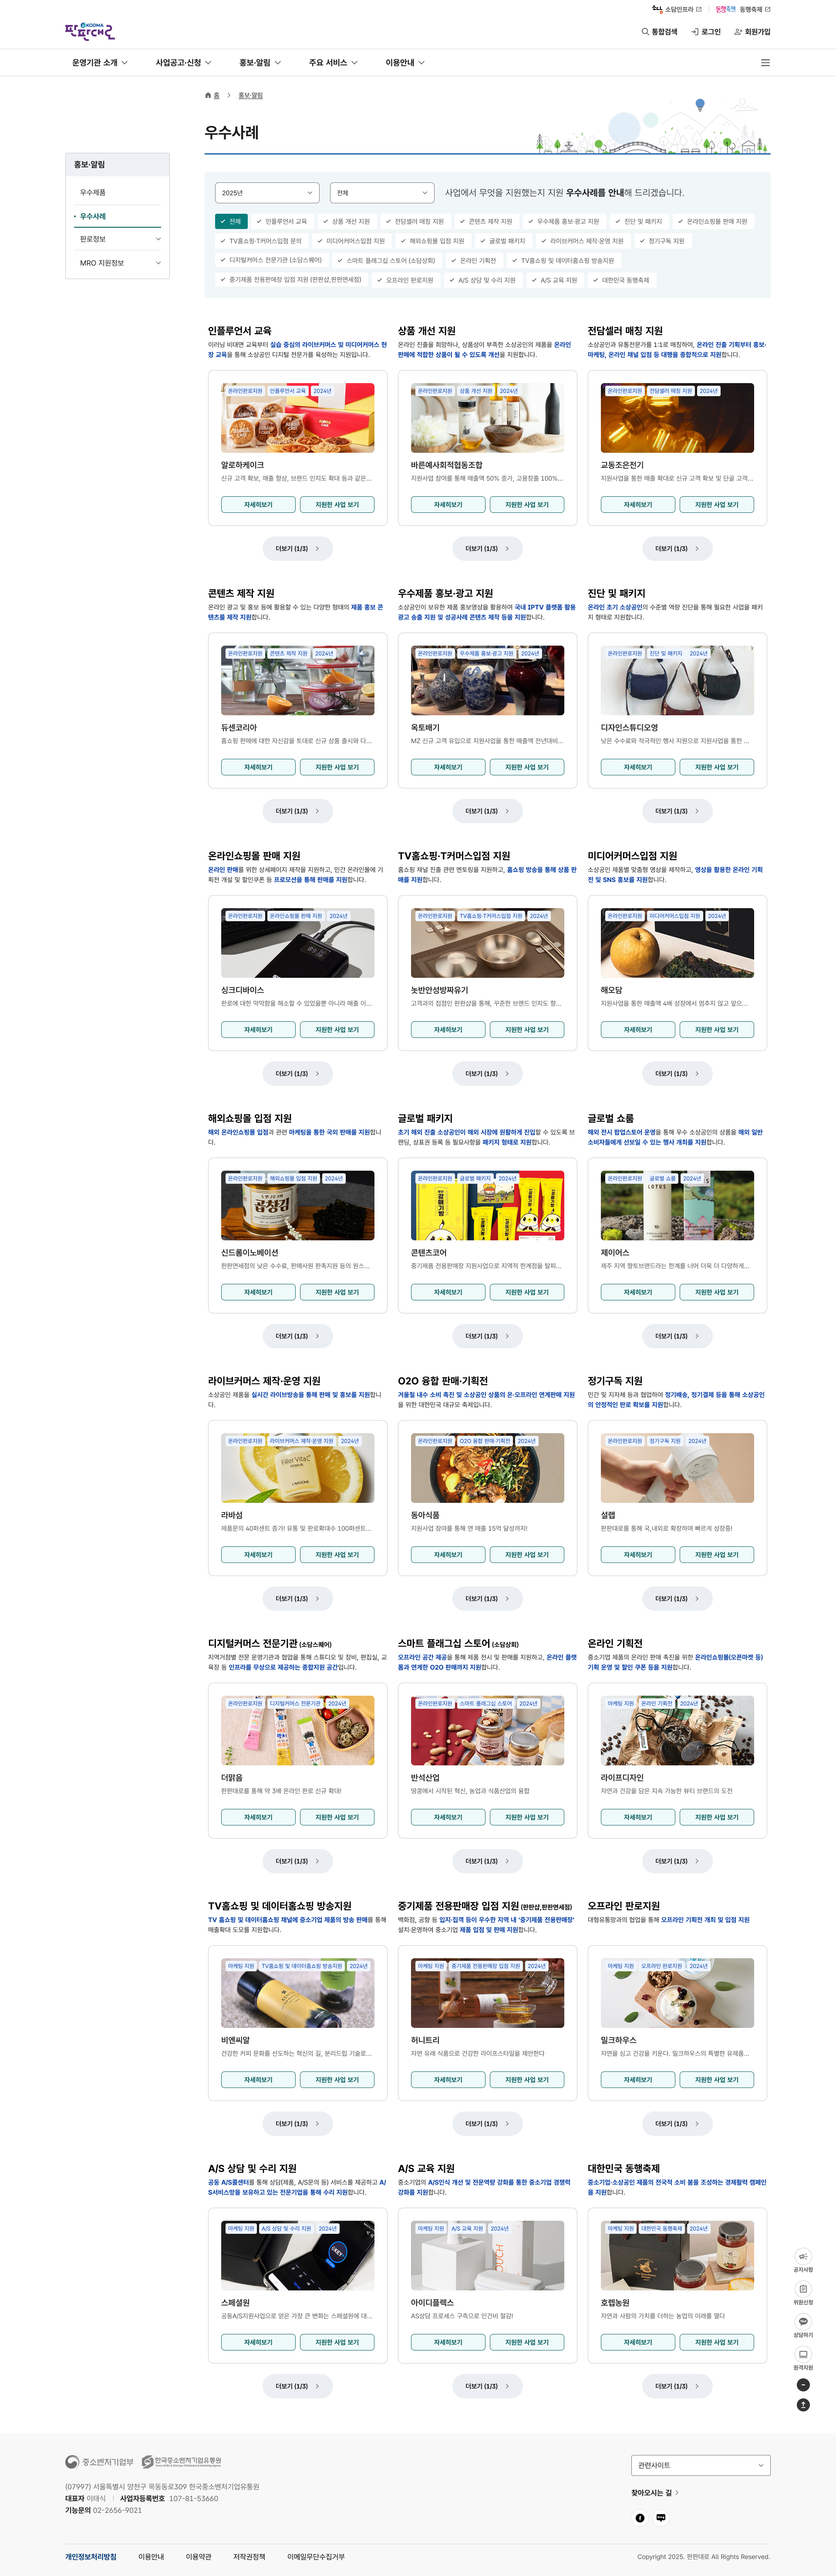 소담인프라
동행축제 동행축제
KODMA
판판대로
통합검색
로그인
회원가입
운영기관 소개
사업공고·신청
홍보·알림
주요 서비스
이용안내
홈 > 홍보·알림
우수사례
홍보·알림
우수제품
우수사례
판로정보
MRO 지원정보
2025년
전체
사업에서 무엇을 지원했는지 지원 우수사례를 안내해 드리겠습니다.
전체 인플루언서 교육 상품 개선 지원 전담셀러 매칭 지원 콘텐츠 제작 지원 우수제품 홍보·광고 지원 진단 및 패키지 온라인쇼핑몰 판매 지원
TV홈쇼핑·T커머스입점 문의 미디어커머스입점 지원 해외쇼핑몰 입점 지원 글로벌 패키지 라이브커머스 제작·운영 지원 정기구독 지원
디지털커머스 전문기관 (소담스퀘어) 스마트 플래그십 스토어 (소담상회) 온라인 기획전 TV홈쇼핑 및 데이터홈쇼핑 방송지원
중기제품 전용판매장 입점 지원 (판판샵,판판면세점) 오프라인 판로지원 A/S 상담 및 수리 지원 A/S 교육 지원 대한민국 동행축제
인플루언서 교육
이러닝 비대면 교육부터 실습 중심의 라이브커머스 및 미디어커머스 현
장 교육을 통해 소상공인 디지털 전문가를 육성하는 지원입니다.
온라인판로지원 인플루언서 교육 2024년
알로하케이크
신규 고객 확보, 매출 향상, 브랜드 인지도 확대 등과 같은...
자세히보기 지원한 사업 보기
더보기 (1/3)
상품 개선 지원
온라인 진출을 희망하나, 상품성이 부족한 소상공인의 제품을 온라인
판매에 적합한 상품이 될 수 있도록 개선을 지원합니다.
온라인판로지원 상품 개선 지원 2024년
바른예사회적협동조합
지원사업 참여를 통해 매출액 50% 증가, 고용창출 100%...
자세히보기 지원한 사업 보기
더보기 (1/3)
전담셀러 매칭 지원
소상공인과 유통전문가를 1:1로 매칭하여, 온라인 진출 기획부터 홍보·
마케팅, 온라인 채널 입점 등 대행을 종합적으로 지원합니다.
온라인판로지원 전담셀러 매칭 지원 2024년
교동조은전기
지원사업을 통한 매출 확대로 신규 고객 확보 및 단골 고객...
자세히보기 지원한 사업 보기
더보기 (1/3)
콘텐츠 제작 지원
온라인 광고 및 홍보 등에 활용할 수 있는 다양한 형태의 제품 홍보 콘
텐츠를 제작 지원합니다.
온라인판로지원 콘텐츠 제작 지원 2024년
듀센코리아
홈쇼핑 판매에 대한 자신감을 토대로 신규 상품 출시와 다...
자세히보기 지원한 사업 보기
더보기 (1/3)
우수제품 홍보·광고 지원
소상공인이 보유한 제품 홍보영상을 활용하여 국내 IPTV 플랫폼 활용
광고 송출 지원 및 성공사례 콘텐츠 제작 등을 지원합니다.
온라인판로지원 우수제품 홍보·광고 지원 2024년
옥토배기
MZ 신규 고객 유입으로 지원사업을 통한 매출액 전년대비...
자세히보기 지원한 사업 보기
더보기 (1/3)
진단 및 패키지
온라인 초기 소상공인의 수준별 역량 진단을 통해 필요한 사업을 패키
지 형태로 지원합니다.
온라인판로지원 진단 및 패키지 2024년
디자인스튜디오영
낮은 수수료와 적극적인 행사 지원으로 지원사업을 통한 ...
자세히보기 지원한 사업 보기
더보기 (1/3)
온라인쇼핑몰 판매 지원
온라인 판매를 위한 상세페이지 제작을 지원하고, 민간 온라인몰에 기
획전 개설 및 할인쿠폰 등 프로모션을 통해 판매를 지원합니다.
온라인판로지원 온라인쇼핑몰 판매 지원 2024년
싱크디바이스
판로에 대한 막막함을 해소할 수 있었을뿐 아니라 매출 이...
자세히보기 지원한 사업 보기
더보기 (1/3)
TV홈쇼핑·T커머스입점 지원
홈쇼핑 채널 진출 관련 멘토링을 지원하고, 홈쇼핑 방송을 통해 상품 판
매를 지원합니다.
온라인판로지원 TV홈쇼핑·T커머스입점 지원 2024년
놋반안성방짜유기
고객과의 접점인 판판샵을 통해, 꾸준한 브랜드 인지도 향...
자세히보기 지원한 사업 보기
더보기 (1/3)
미디어커머스입점 지원
소상공인 제품별 맞춤형 영상을 제작하고, 영상을 활용한 온라인 기획
전 및 SNS 홍보를 지원합니다.
온라인판로지원 미디어커머스입점 지원 2024년
해오담
지원사업을 통한 매출액 4배 성장에서 멈추지 않고 앞으...
자세히보기 지원한 사업 보기
더보기 (1/3)
해외쇼핑몰 입점 지원
해외 온라인쇼핑몰 입점과 관련 마케팅을 통한 국외 판매를 지원합니
다.
온라인판로지원 해외쇼핑몰 입점 지원 2024년
곱창김
신드롬이노베이션
판판면세점의 낮은 수수료, 판매사원 판촉지원 등의 원스...
자세히보기 지원한 사업 보기
더보기 (1/3)
글로벌 패키지
초기 해외 진출 소상공인이 해외 시장에 원활하게 진입할 수 있도록 브
랜딩, 상표권 등록 등 필요사항을 패키지 형태로 지원합니다.
온라인판로지원 글로벌 패키지 2024년
콘텐츠코어
중기제품 전용판매장 지원사업으로 지역적 한계점을 탈피...
자세히보기 지원한 사업 보기
더보기 (1/3)
글로벌 쇼룸
해외 전시 팝업스토어 운영을 통해 우수 소상공인의 상품을 해외 일반
소비자들에게 선보일 수 있는 행사 개최를 지원합니다.
온라인판로지원 글로벌 쇼룸 2024년
LOTUS
제이어스
제주 지역 향토브랜드라는 한계를 너머 더욱 더 다양하게...
자세히보기 지원한 사업 보기
더보기 (1/3)
라이브커머스 제작·운영 지원
소상공인 제품을 실시간 라이브방송을 통해 판매 및 홍보를 지원합니
다.
온라인판로지원 라이브커머스 제작·운영 지원 2024년
Filler Vita C
라바섬
제품문의 40퍼센트 증가! 유통 및 판로확대수 100퍼센트...
자세히보기 지원한 사업 보기
더보기 (1/3)
O2O 융합 판매·기획전
겨울철 내수 소비 촉진 및 소상공인 상품의 온·오프라인 연계판매 지원
을 위한 대한민국 대규모 축제입니다.
온라인판로지원 O2O 융합 판매·기획전 2024년
동아식품
지원사업 참여를 통해 연 매출 15억 달성까지!
자세히보기 지원한 사업 보기
더보기 (1/3)
정기구독 지원
민간 및 지자체 등과 협업하여 정기배송, 정기결제 등을 통해 소상공인
의 안정적인 판로 확보를 지원합니다.
온라인판로지원 정기구독 지원 2024년
설랩
판판대로를 통해 국,내외로 확장하며 빠르게 성장중!
자세히보기 지원한 사업 보기
더보기 (1/3)
디지털커머스 전문기관 (소담스퀘어)
지역거점별 전문 운영기관과 협업을 통해 스튜디오 및 장비, 편집실, 교
육장 등 인프라를 무상으로 제공하는 종합지원 공간입니다.
온라인판로지원 디지털커머스 전문기관 2024년
더맑음
판판대로를 통해 약 3배 온라인 판로 신규 확대!
자세히보기 지원한 사업 보기
더보기 (1/3)
스마트 플래그십 스토어 (소담상회)
오프라인 공간 제공을 통해 제품 전시 및 판매를 지원하고, 온라인 플랫
폼과 연계한 O2O 판매까지 지원합니다.
온라인판로지원 스마트 플래그십 스토어 2024년
반석산업
땅콩에서 시작된 혁신, 농업과 식품산업의 융합
자세히보기 지원한 사업 보기
더보기 (1/3)
온라인 기획전
중소기업 제품의 온라인 판매 촉진을 위한 온라인쇼핑몰(오픈마켓 등)
기획 운영 및 할인 쿠폰 등을 지원합니다.
마케팅 지원 온라인 기획전 2024년
라이프디자인
자연과 건강을 담은 지속 가능한 뷰티 브랜드의 도전
자세히보기 지원한 사업 보기
더보기 (1/3)
TV홈쇼핑 및 데이터홈쇼핑 방송지원
TV 홈쇼핑 및 데이터홈쇼핑 채널에 중소기업 제품의 방송 판매를 통해
매출확대 도모를 지원합니다.
마케팅 지원 TV홈쇼핑 및 데이터홈쇼핑 방송지원 2024년
비엔씨알
건강한 커피 문화를 선도하는 혁신의 길, 분리드립 기술로...
자세히보기 지원한 사업 보기
더보기 (1/3)
중기제품 전용판매장 입점 지원 (판판샵,판판면세점)
백화점, 공항 등 입지·집객 등이 우수한 지역 내 '중기제품 전용판매장'
설치·운영하여 중소기업 제품 입점 및 판매 지원합니다.
마케팅 지원 중기제품 전용판매장 입점 지원 2024년
허니트리
자연 유래 식품으로 건강한 라이프스타일을 제안한다
자세히보기 지원한 사업 보기
더보기 (1/3)
오프라인 판로지원
대형유통망과의 협업을 통해 오프라인 기획전 개최 및 입점 지원
마케팅 지원 오프라인 판로지원 2024년
밀크하우스
자연을 심고 건강을 키운다. 밀크하우스의 특별한 유제품...
자세히보기 지원한 사업 보기
더보기 (1/3)
A/S 상담 및 수리 지원
공동 A/S콜센터를 통해 상담(제품, A/S문의 등) 서비스를 제공하고 A/
S서비스망을 보유하고 있는 전문기업을 통해 수리 지원합니다.
마케팅 지원 A/S 상담 및 수리 지원 2024년
스페셜원
공동A/S지원사업으로 얻은 가장 큰 변화는 스페셜원에 대...
자세히보기 지원한 사업 보기
더보기 (1/3)
A/S 교육 지원
중소기업의 A/S인식 개선 및 전문역량 강화를 통한 중소기업 경쟁력
강화를 지원합니다.
마케팅 지원 A/S 교육 지원 2024년
아이디플렉스
AS상담 프로세스 구축으로 인건비 절감!
자세히보기 지원한 사업 보기
더보기 (1/3)
대한민국 동행축제
중소기업·소상공인 제품의 전국적 소비 붐을 조성하는 경제활력 캠페인
을 지원합니다.
마케팅 지원 대한민국 동행축제 2024년
호렙농원
자연과 사람의 가치를 더하는 농업의 미래를 열다
자세히보기 지원한 사업 보기
더보기 (1/3)
공지사항
위원신청
상담하기
원격지원
중소벤처기업부
한국중소벤처기업유통원
관련사이트
(07997) 서울특별시 양천구 목동동로309 한국중소벤처기업유통원
대표자 이태식 | 사업자등록번호 107-81-53660
기능문의 02-2656-9021
찾아오시는 길
개인정보처리방침 이용안내 이용약관 저작권정책 이메일무단수집거부
Copyright 2025. 판판대로 All Rights Reserved.